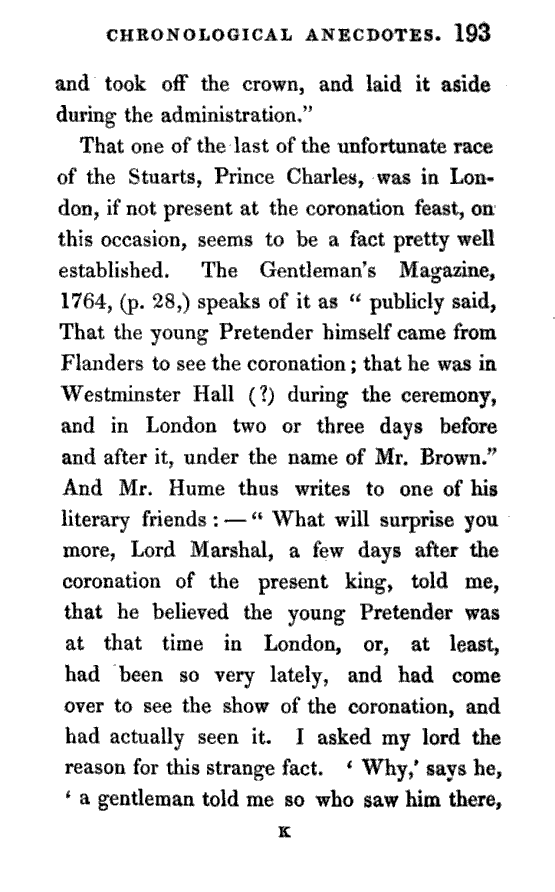 CHRONOLOGICAL ANECDOTES. 193
and took off the crown, and laid it aside
during the administration.”
That one of the last of the unfortunate race
of the Stuarts, Prince Charles, was in Lon-
don, if not present at the coronation feast, on
this occasion, seems to be a fact pretty well
established. The Gentleman’s Magazine,
1764, (p. 28,) speaks of it as “ publicly said,
That the young Pretender himself came from
Flanders to see the coronation ; that he was in
Westminster Hall (?) during the ceremony,
and in London two or three days before
and after it, under the name of Mr. Brown.”
And Mr. Hume thus writes to one of his
literary friends : — “ What will surprise you
more, Lord Marshal, a few days after the
coronation of the present king, told me,
that he believed the young Pretender was
at that time in London, or, at least,
had been so very lately, and had come
over to see the show of the coronation, and
had actually seen it. I asked my lord the
reason for this strange fact. ‘ Why,’ says he,
‘ a gentleman told me so who saw him there,
K